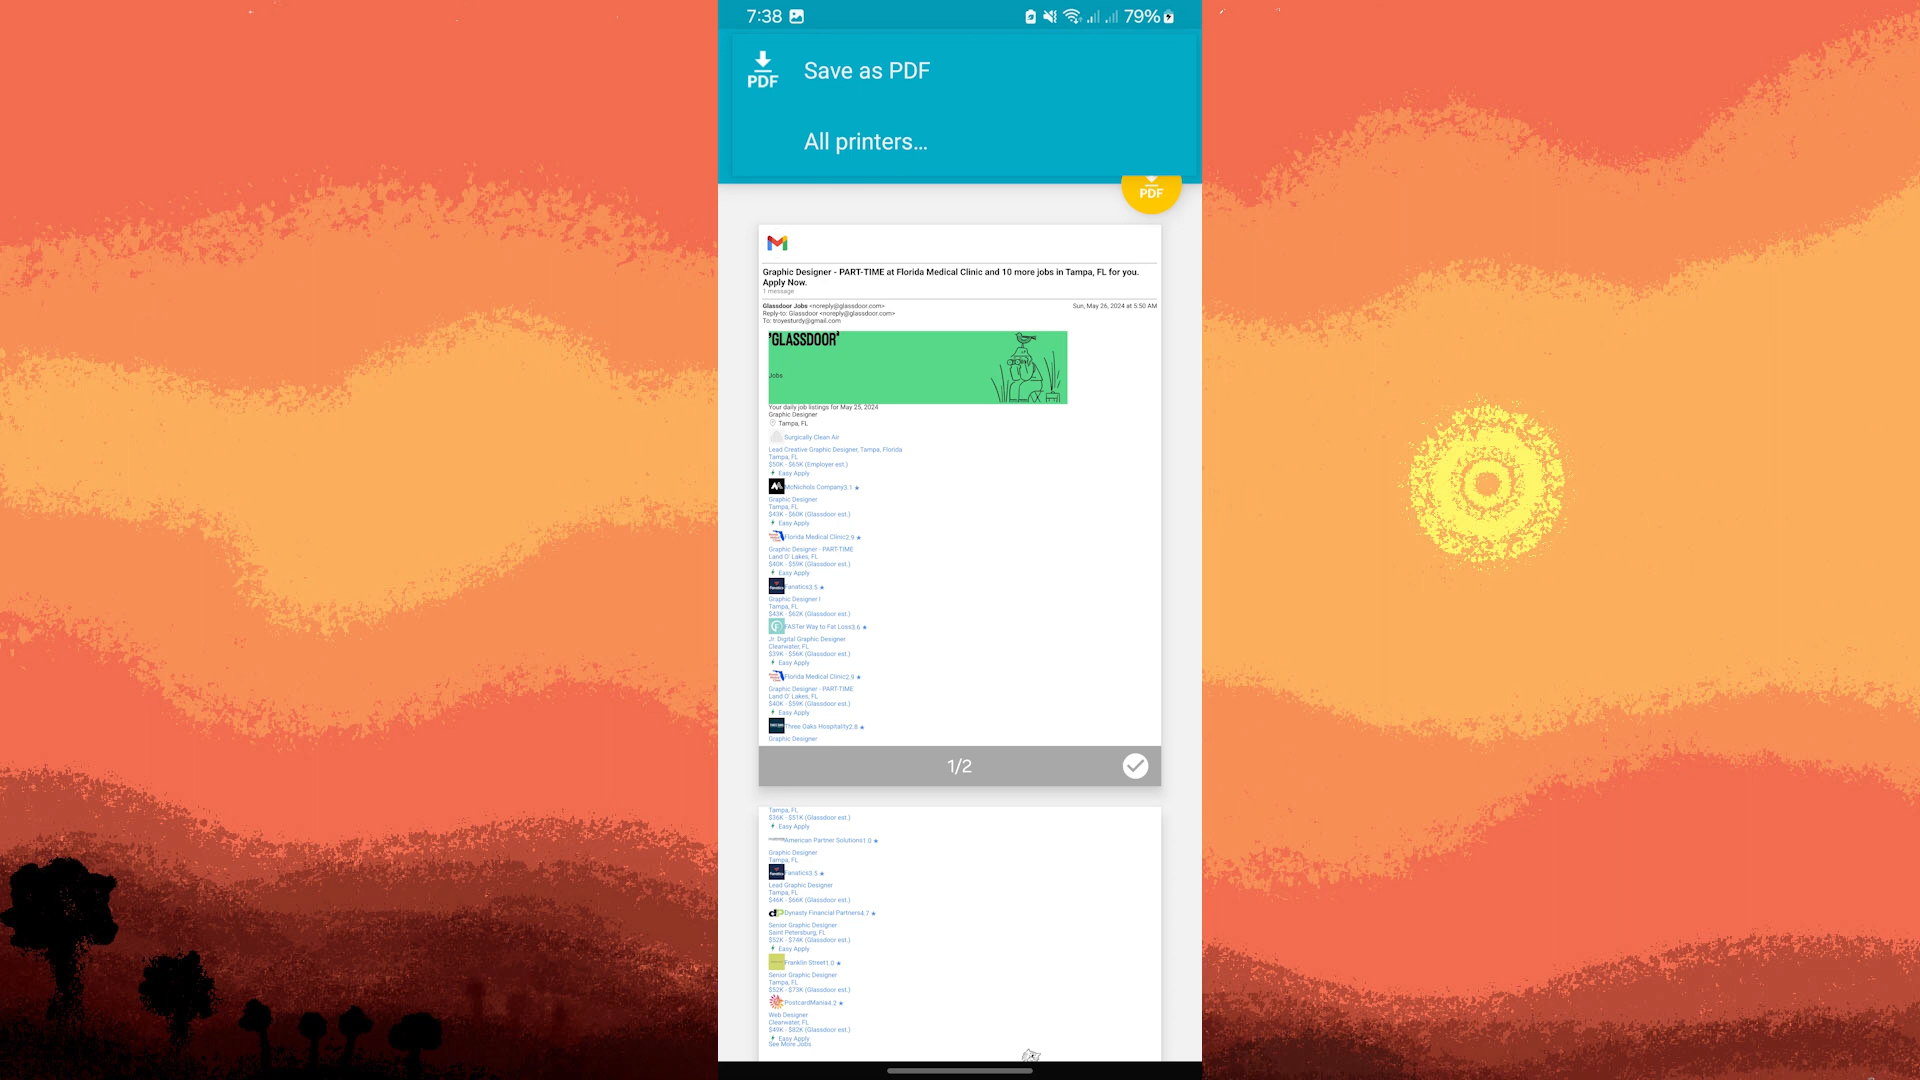 7:38
79%
PDF
Save as PDF
All printers...
PDF
Graphic Designer - PART-TIME at Florida Medical Clinic and 10 more jobs in Tampa, FL for you.
Apply Now.
1 message
Glassdoor Jobs <noreply@glassdoor.com>
Sun, May 26, 2024 at 5:50 AM
Reply-to: Glassdoor <noreply@glassdoor.com>
To: troyesturdy@gmail.com
'GLASSDOOR'
Jobs
Your daily job listings for May 25, 2024
Graphic Designer
Tampa, FL
Surgically Clean Air
Lead Creative Graphic Designer, Tampa, Florida
Tampa, FL
$50K - $65K (Employer est.)
Easy Apply
McNichols Company3.1 ★
Graphic Designer
Tampa, FL
$43K - $60K (Glassdoor est.)
Easy Apply
Florida Medical Clinic2.9 ★
Graphic Designer - PART-TIME
Land O' Lakes, FL
$40K - $59K (Glassdoor est.)
Easy Apply
Fanatics3.5 ★
Graphic Designer I
Tampa, FL
$43K - $62K (Glassdoor est.)
FASTer Way to Fat Loss3.6 ★
Jr. Digital Graphic Designer
Clearwater, FL
$39K - $56K (Glassdoor est.)
Easy Apply
Florida Medical Clinic2.9 ★
Graphic Designer - PART-TIME
Land O' Lakes, FL
$40K - $59K (Glassdoor est.)
Easy Apply
Three Oaks Hospitality2.8 ★
Graphic Designer
1/2
Tampa, FL
$36K - $51K (Glassdoor est.)
Easy Apply
American Partner Solutions1.0 ★
Graphic Designer
Tampa, FL
Fanatics3.5 ★
Lead Graphic Designer
Tampa, FL
$46K - $66K (Glassdoor est.)
Dynasty Financial Partners4.7 ★
Senior Graphic Designer
Saint Petersburg, FL
$52K - $74K (Glassdoor est.)
Easy Apply
Franklin Street1.0 ★
Senior Graphic Designer
Tampa, FL
$52K - $73K (Glassdoor est.)
PostcardMania4.2 ★
Web Designer
Clearwater, FL
$49K - $82K (Glassdoor est.)
Easy Apply
See More Jobs